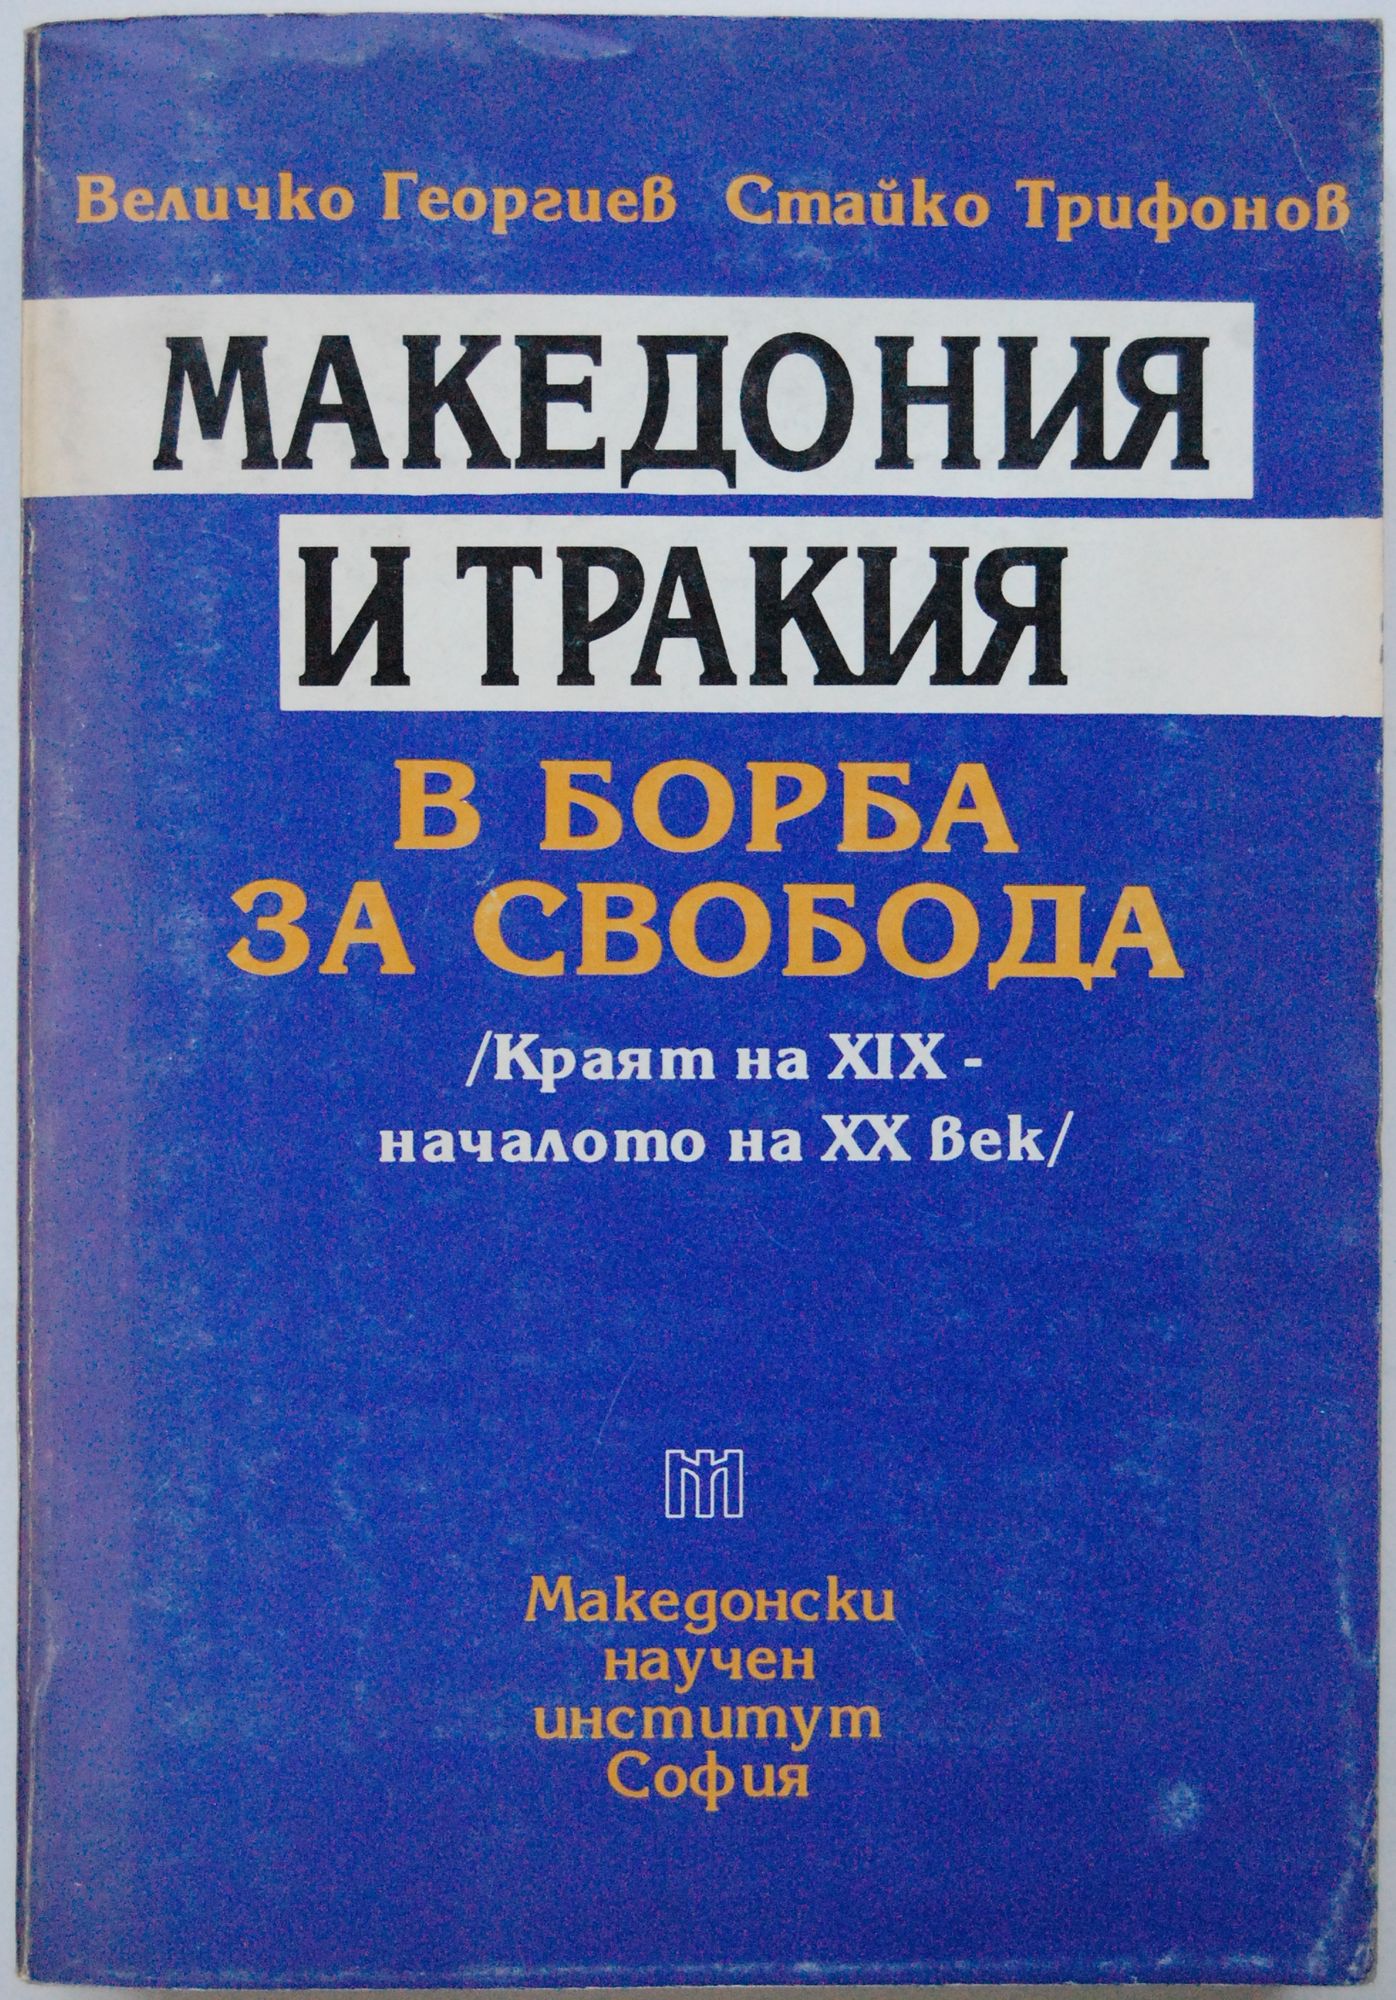 Величко Георгиев Стайко Трифонов
МАКЕДОНИЯ
И ТРАКИЯ
В БОРБА
ЗА СВОБОДА
/Краят на XIX -
началото на XX век/
Македонски
научен
институт
София